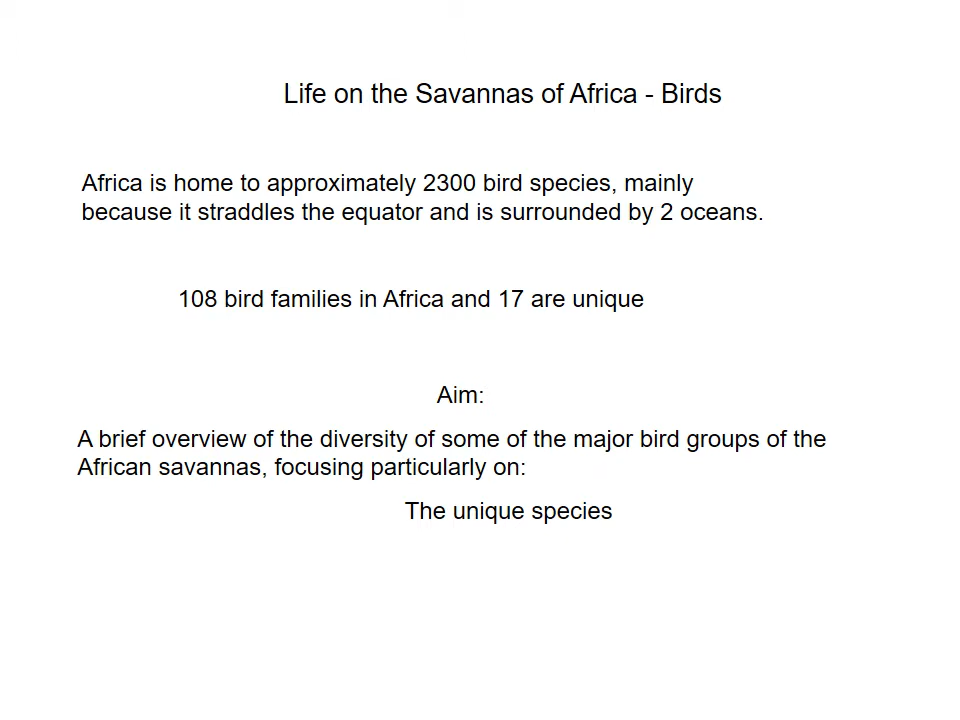 Life on the Savannas of Africa - Birds
Africa is home to approximately 2300 bird species, mainly
because it straddles the equator and is surrounded by 2 oceans.
108 bird families in Africa and 17 are unique
Aim:
A brief overview of the diversity of some of the major bird groups of the
African savannas, focusing particularly on:
The unique species